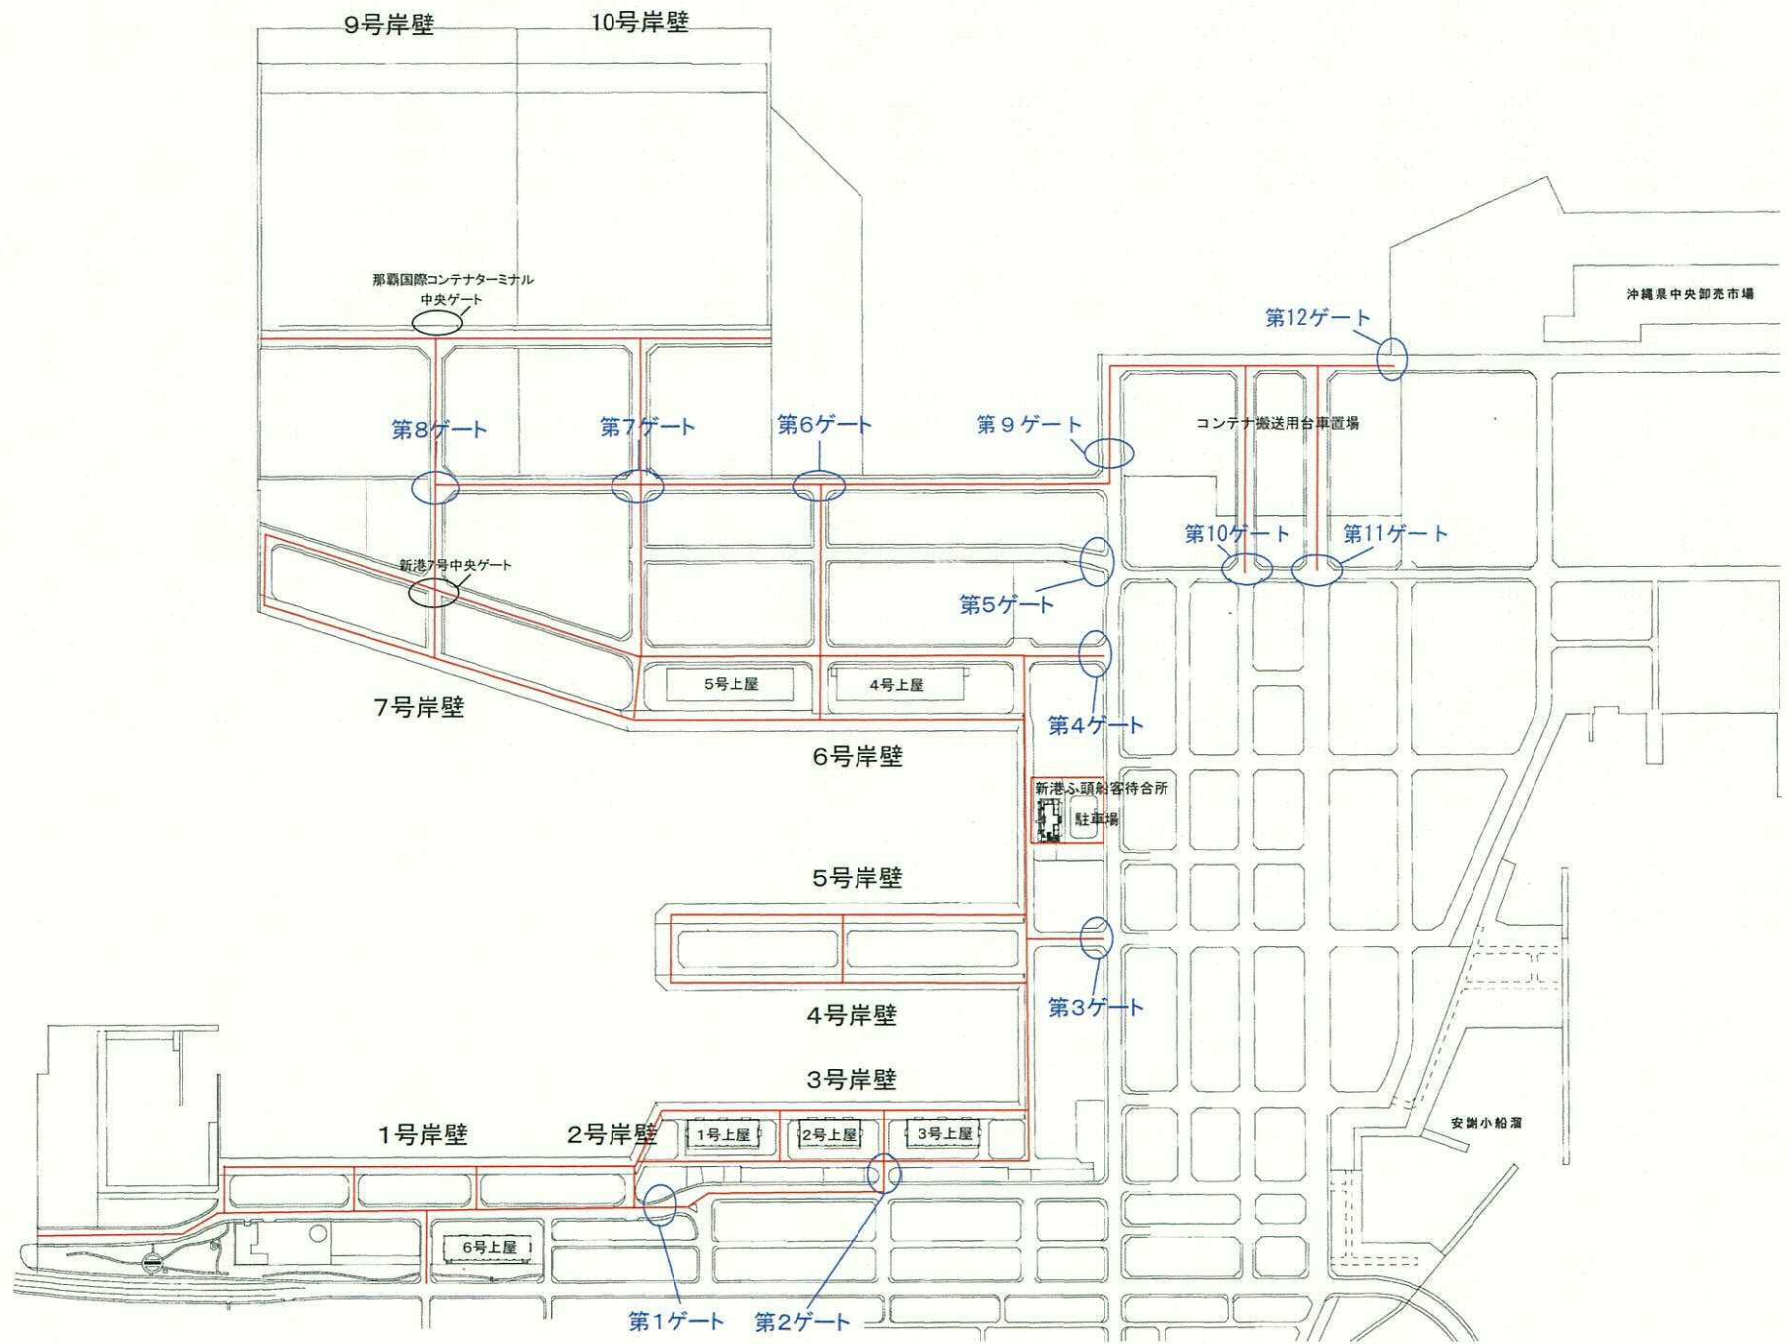 9号岸壁
10号岸壁
那覇国際コンテナターミナル
中央ゲート
沖縄県中央卸売市場
第12ゲート
第8ゲート
第7ゲート
第6ゲート
第9ゲート
コンテナ搬送用台車置場
第10ゲート
第11ゲート
新港7号中央ゲート
第5ゲート
5号上屋
4号上屋
7号岸壁
第4ゲート
6号岸壁
新港ふ頭船客待合所
駐車場
5号岸壁
第3ゲート
4号岸壁
3号岸壁
1号岸壁
2号岸壁
1号上屋
2号上屋
3号上屋
安謝小船溜
6号上屋
第1ゲート
第2ゲート